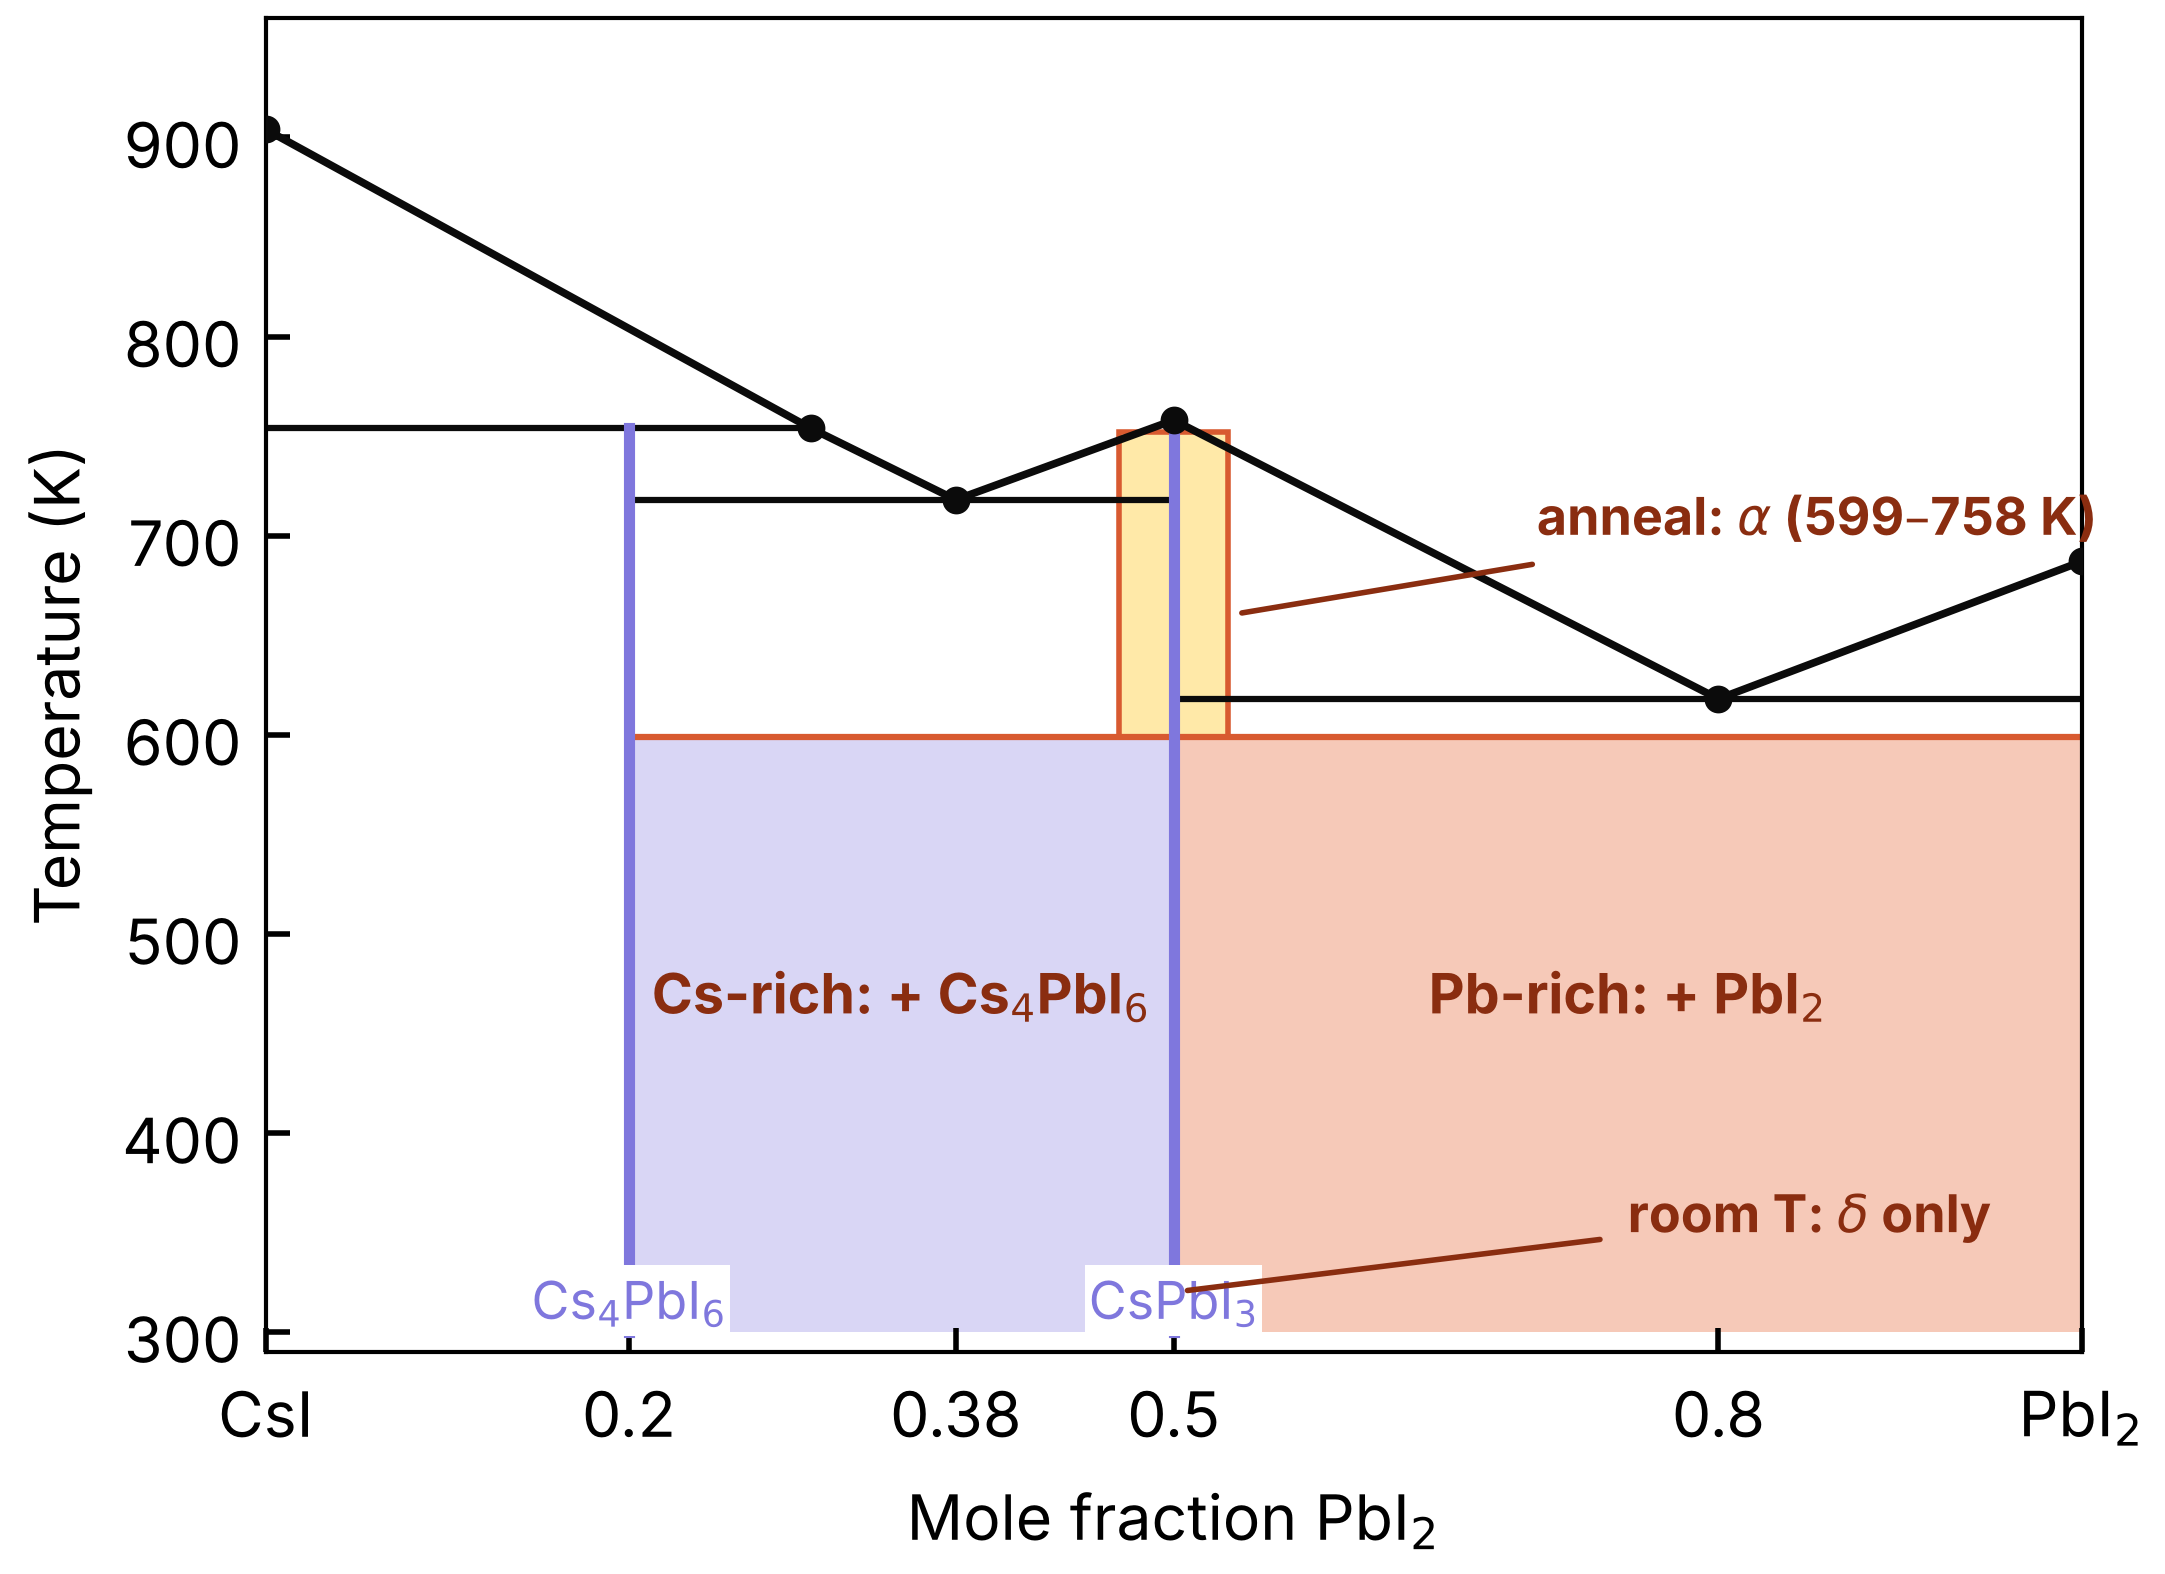 900
800
700
600
500
400
300
Temperature (K)
anneal: α (599–758 K)
Cs-rich: + Cs₄PbI₆
Pb-rich: + PbI₂
room T: δ only
Cs₄PbI₆
CsPbI₃
CsI
0.2
0.38
0.5
0.8
PbI₂
Mole fraction PbI₂